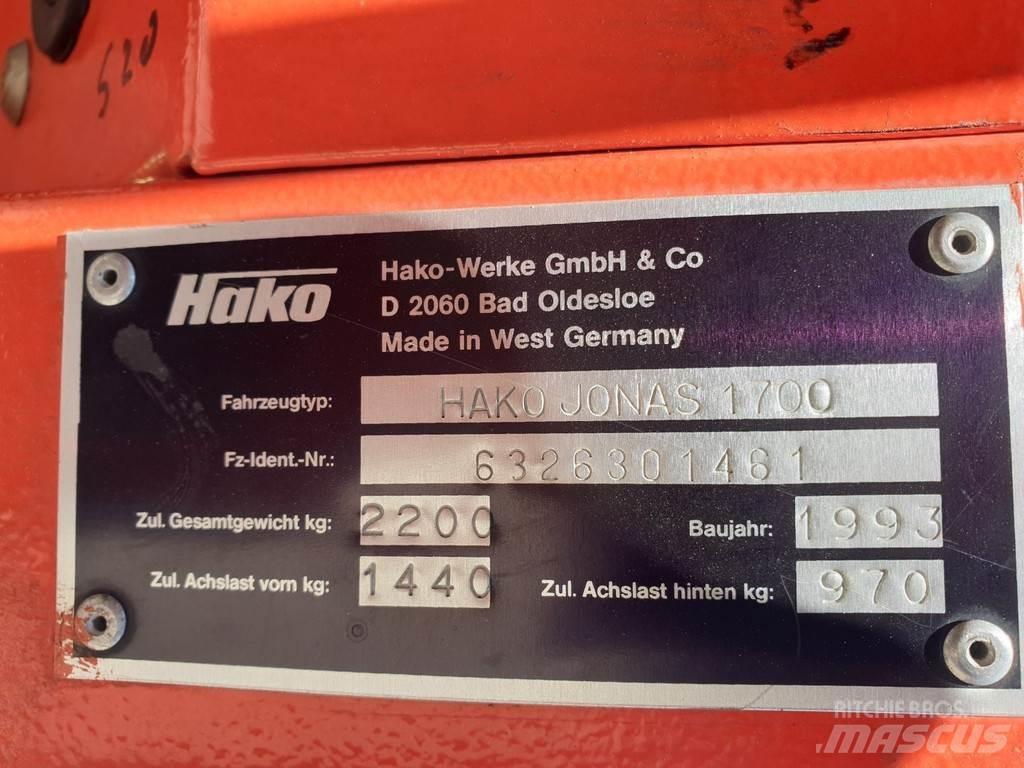 520
Hako
Hako-Werke GmbH & Co
D 2060 Bad Oldesloe
Made in West Germany
Fahrzeugtyp: HAKO JONAS 1700
Fz-Ident.-Nr.: 6326301461
Zul. Gesamtgewicht kg: 2200 Baujahr: 1993
Zul. Achslast vorn kg: 1440 Zul. Achslast hinten kg: 970
RITCHIE BROS.
MASCUS